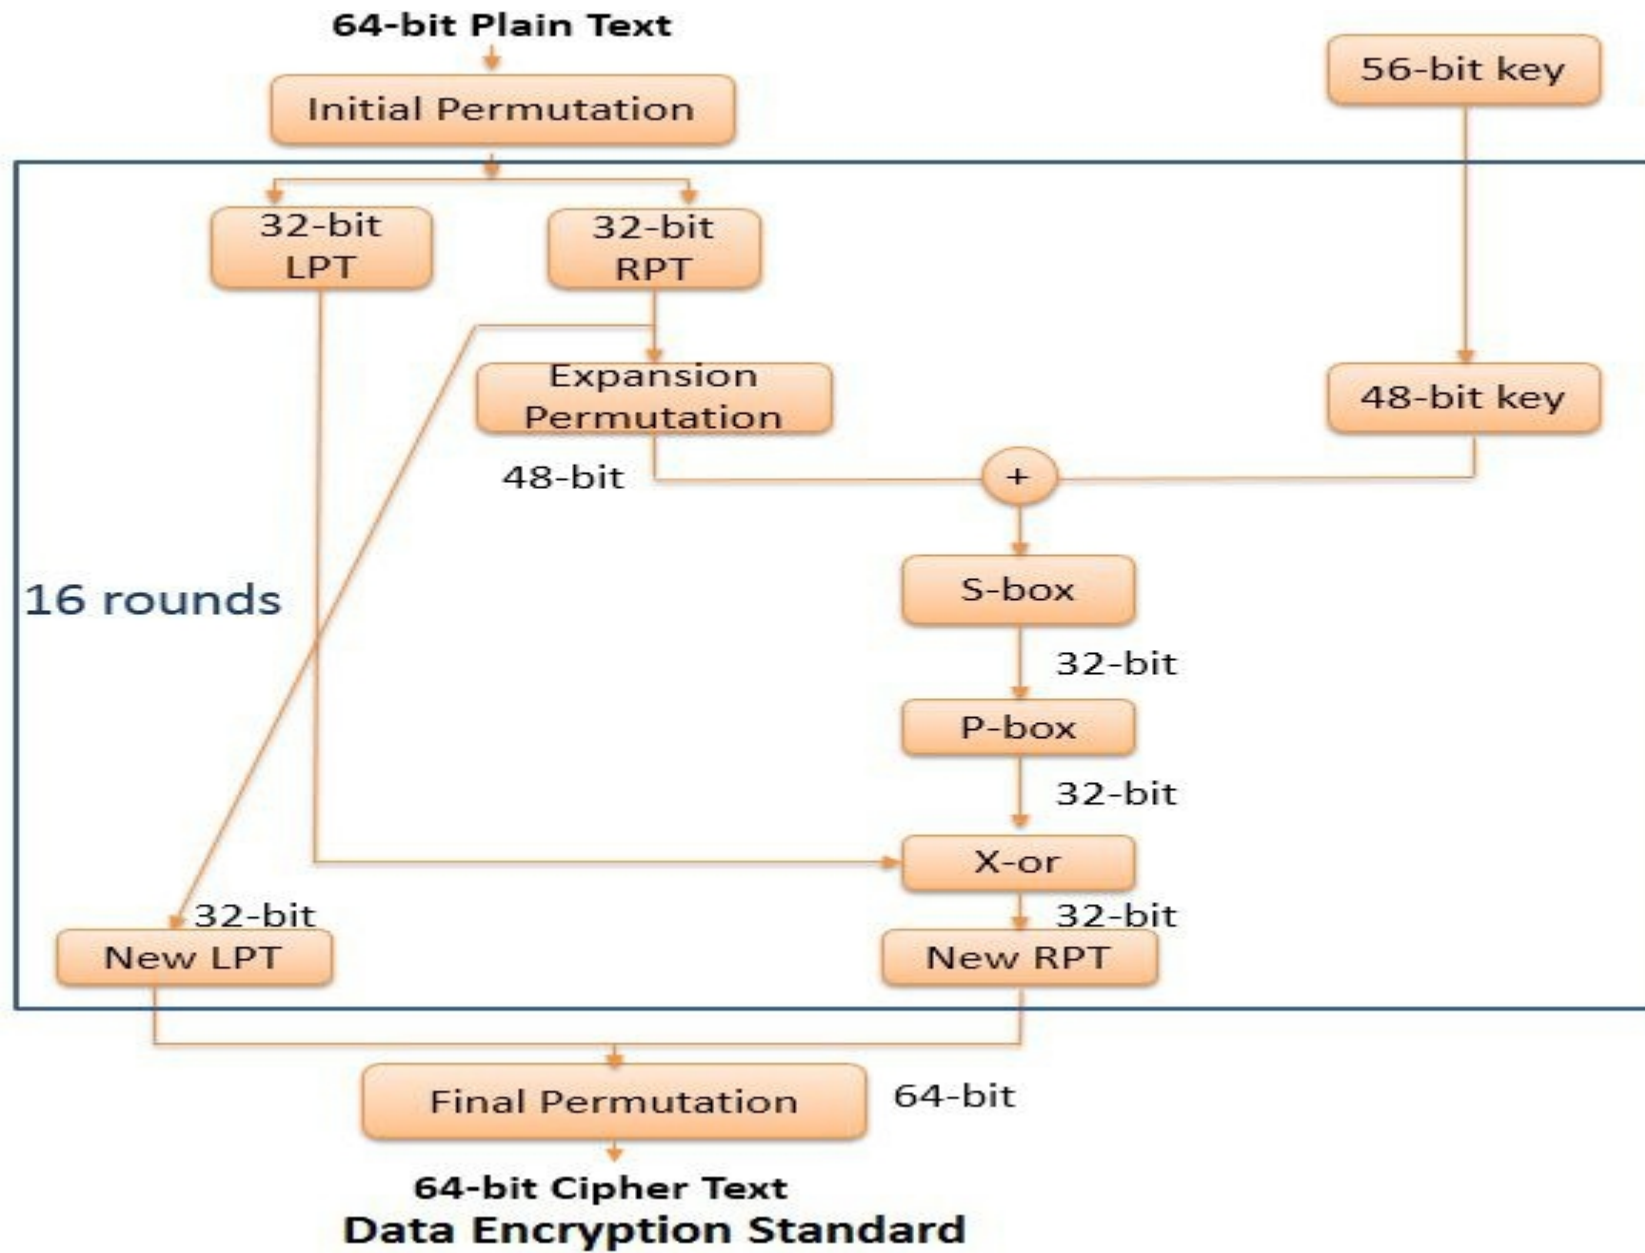 64-bit Plain Text
56-bit key
Initial Permutation
32-bit
LPT
32-bit
RPT
Expansion
Permutation
48-bit key
48-bit
+
S-box
16 rounds
32-bit
P-box
32-bit
X-or
32-bit
32-bit
New LPT
New RPT
Final Permutation
64-bit
64-bit Cipher Text
Data Encryption Standard